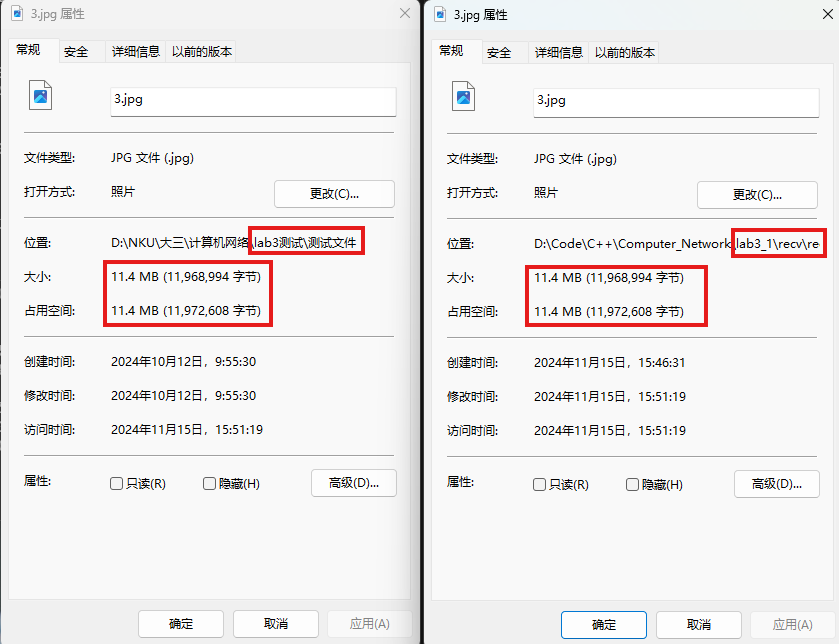 3.jpg 属性
常规 安全 详细信息 以前的版本
3.jpg
文件类型: JPG 文件 (.jpg)
打开方式: 照片 更改(C)...
位置: D:\NKU\大三\计算机网络\lab3测试\测试文件
大小: 11.4 MB (11,968,994 字节)
占用空间: 11.4 MB (11,972,608 字节)
创建时间: 2024年10月12日，9:55:30
修改时间: 2024年10月12日，9:55:30
访问时间: 2024年11月15日，15:51:19
属性: 只读(R) 隐藏(H) 高级(D)...
确定 取消 应用(A)
3.jpg 属性
常规 安全 详细信息 以前的版本
3.jpg
文件类型: JPG 文件 (.jpg)
打开方式: 照片 更改(C)...
位置: D:\Code\C++\Computer_Network\lab3_1\recv\re
大小: 11.4 MB (11,968,994 字节)
占用空间: 11.4 MB (11,972,608 字节)
创建时间: 2024年11月15日，15:46:31
修改时间: 2024年11月15日，15:51:19
访问时间: 2024年11月15日，15:51:19
属性: 只读(R) 隐藏(H) 高级(D)...
确定 取消 应用(A)